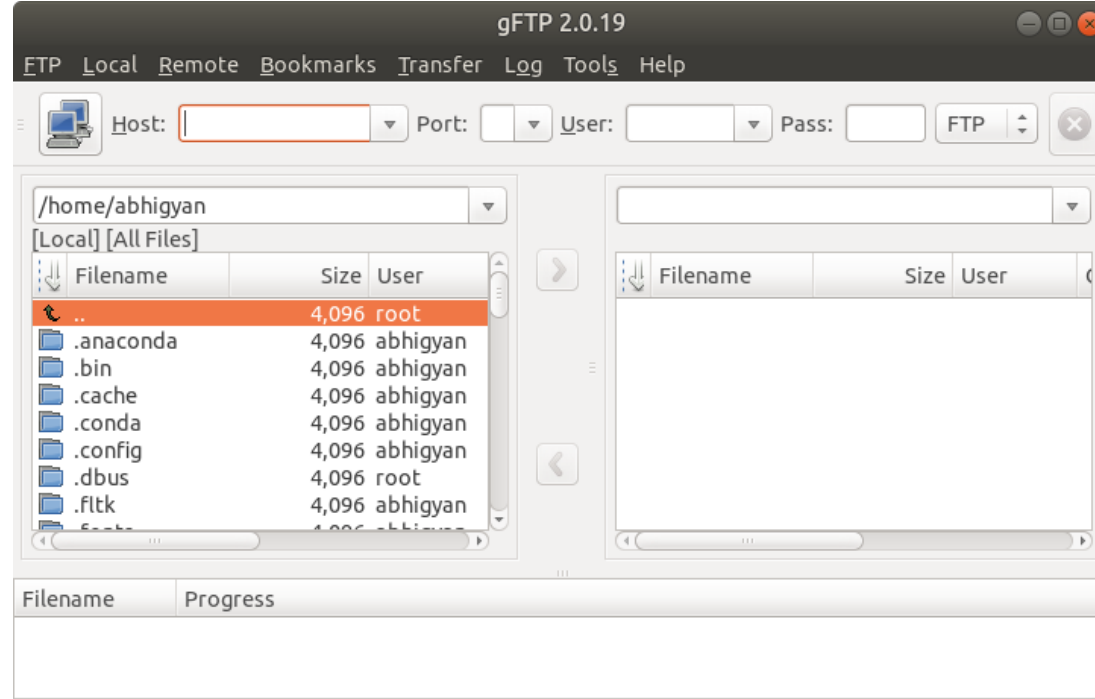 gFTP 2.0.19
FTP Local Remote Bookmarks Transfer Log Tools Help
Host: Port: User: Pass: FTP
/home/abhigyan
[Local] [All Files]
Filename Size User
.. 4,096 root
.anaconda 4,096 abhigyan
.bin 4,096 abhigyan
.cache 4,096 abhigyan
.conda 4,096 abhigyan
.config 4,096 abhigyan
.dbus 4,096 root
.fltk 4,096 abhigyan
Filename Size User
Filename Progress